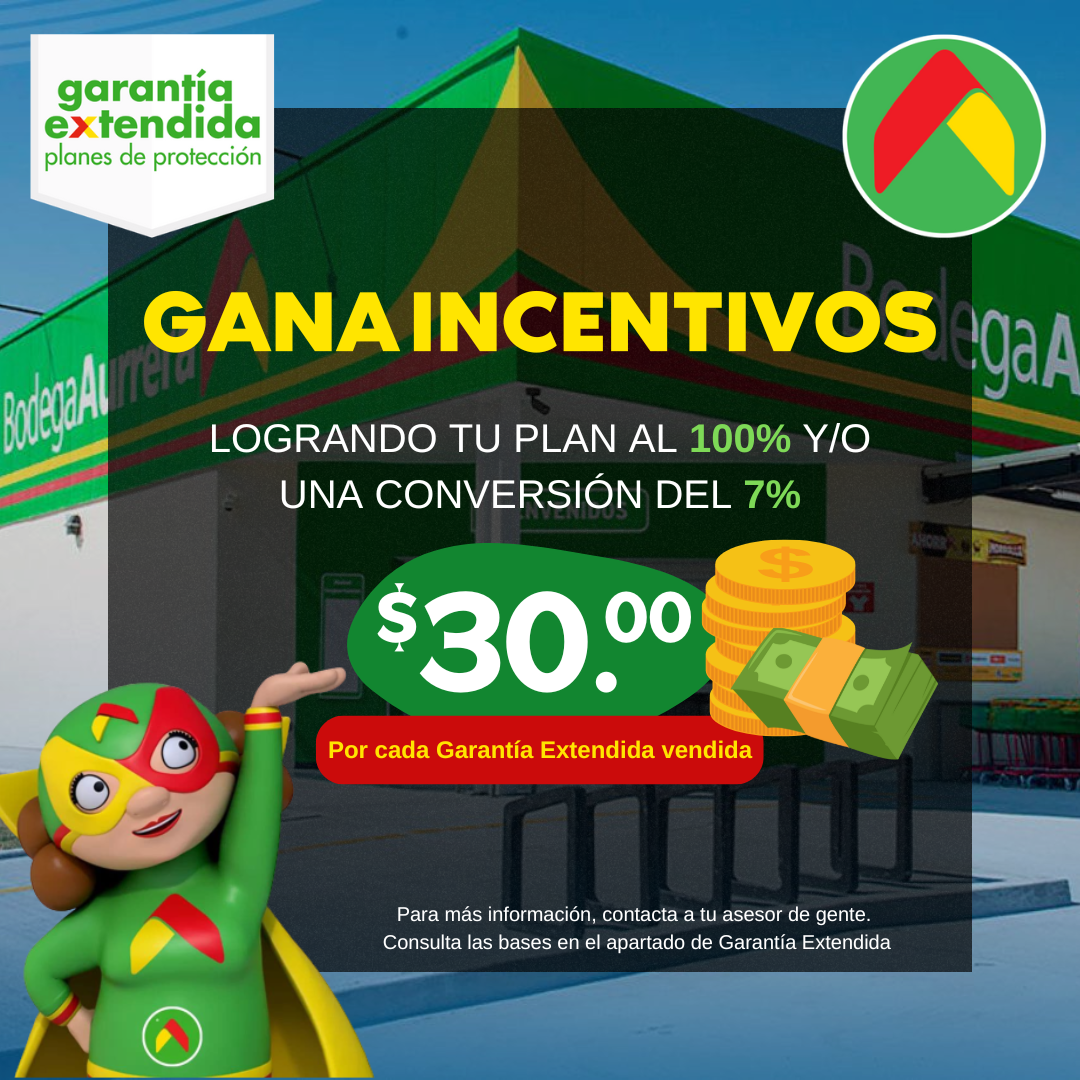 garantía
extendida
planes de protección
BodegaAurrera
BodegaA
GANA INCENTIVOS
LOGRANDO TU PLAN AL 100% Y/O
UNA CONVERSIÓN DEL 7%
BIENVENIDOS
$30.00
Por cada Garantía Extendida vendida
Para más información, contacta a tu asesor de gente.
Consulta las bases en el apartado de Garantía Extendida